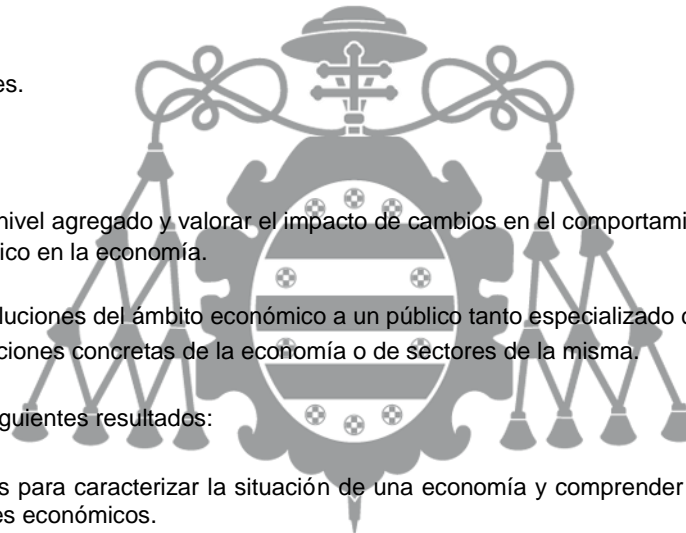 es.
nivel agregado y valorar el impacto de cambios en el comportami
ico en la economía.
luciones del ámbito económico a un público tanto especializado
ciones concretas de la economía o de sectores de la misma.
guientes resultados:
s para caracterizar la situación de una economía y comprender
es económicos.